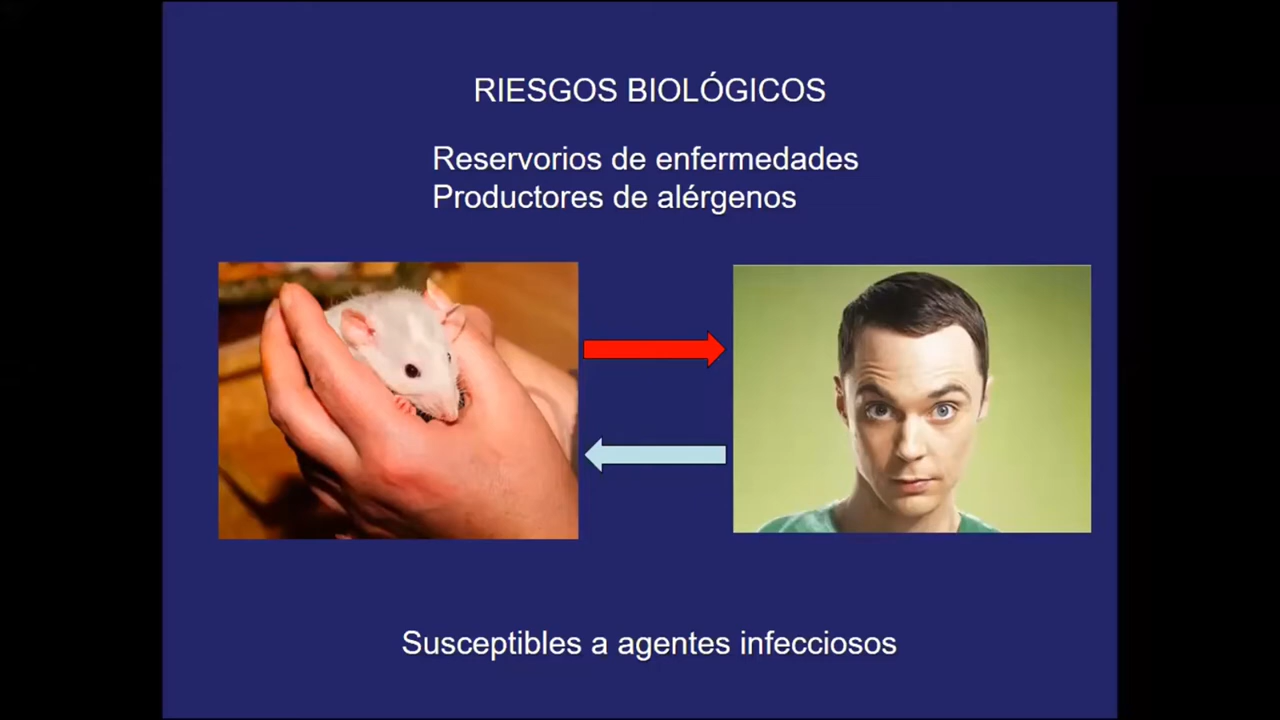 RIESGOS BIOLÓGICOS
Reservorios de enfermedades
Productores de alérgenos
Susceptibles a agentes infecciosos